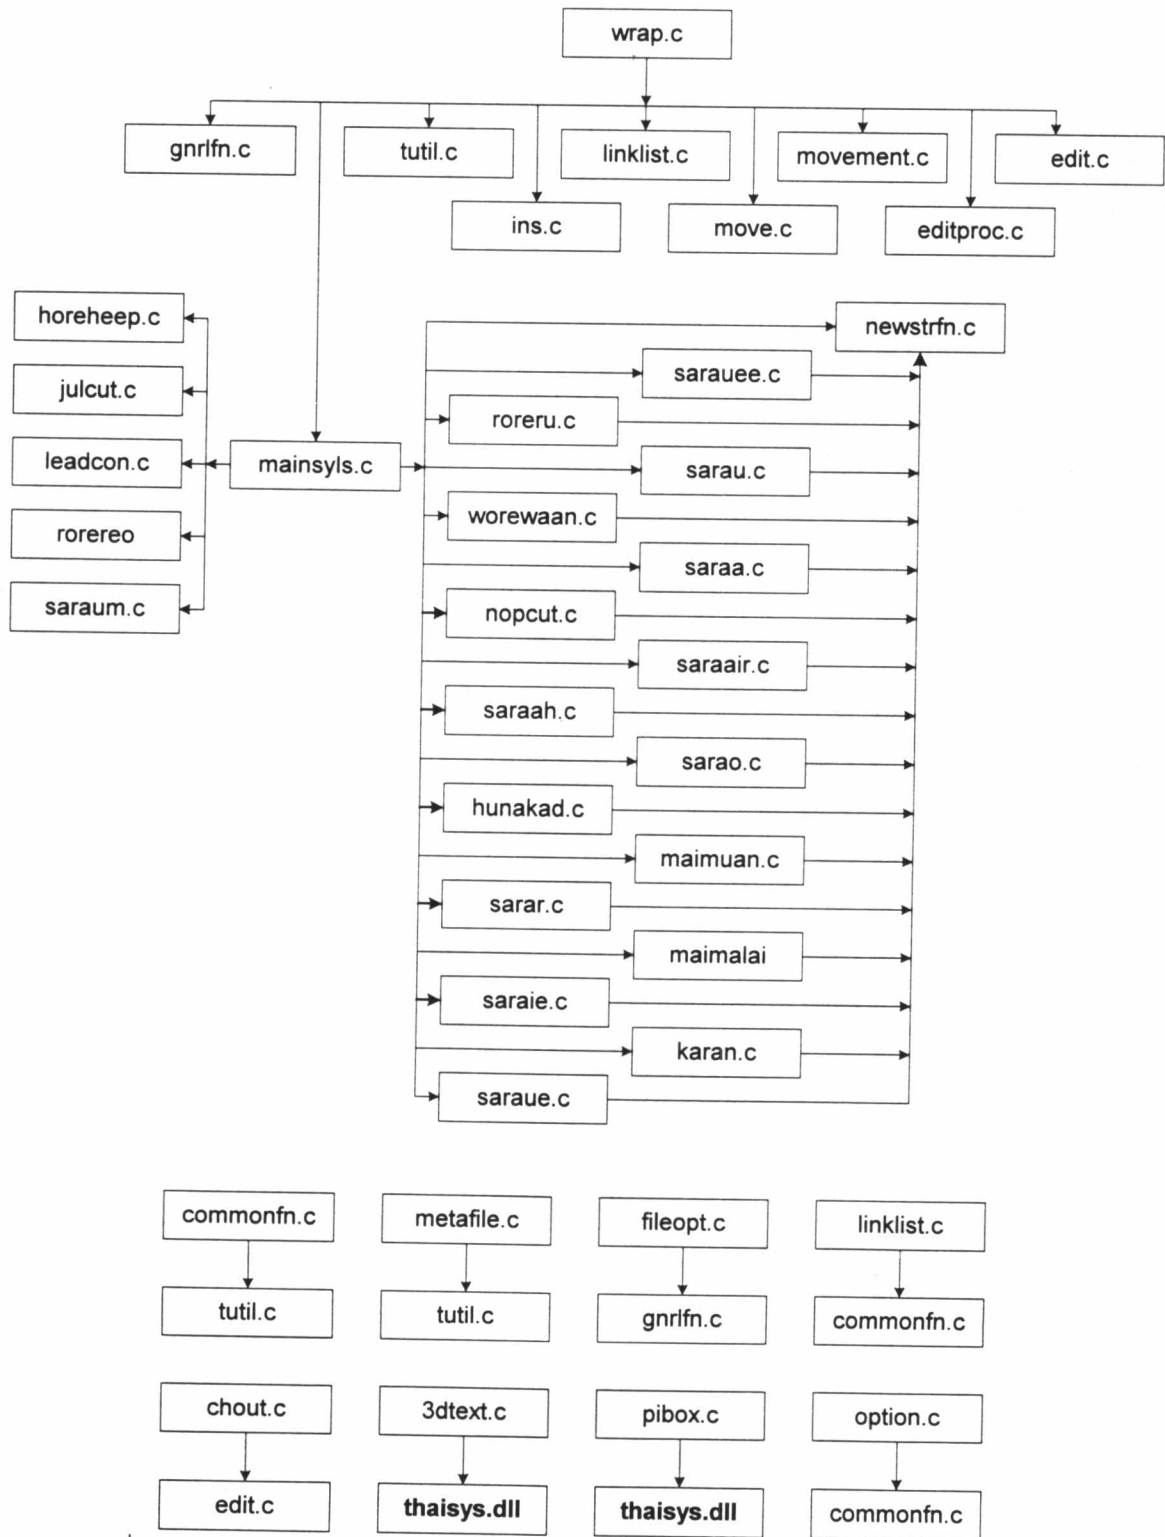 wrap.c
gnrlfn.c
tutil.c
linklist.c
movement.c
edit.c
ins.c
move.c
editproc.c
horeheep.c
newstrfn.c
sarauee.c
julcut.c
roreru.c
leadcon.c
mainsyls.c
sarau.c
worewaan.c
rorereo
saraa.c
saraum.c
nopcut.c
saraair.c
saraah.c
sarao.c
hunakad.c
maimuan.c
sarar.c
maimalai
saraie.c
karan.c
saraue.c
commonfn.c
metafile.c
fileopt.c
linklist.c
tutil.c
tutil.c
gnrlfn.c
commonfn.c
chout.c
3dtext.c
pibox.c
option.c
edit.c
thaisys.dll
thaisys.dll
commonfn.c